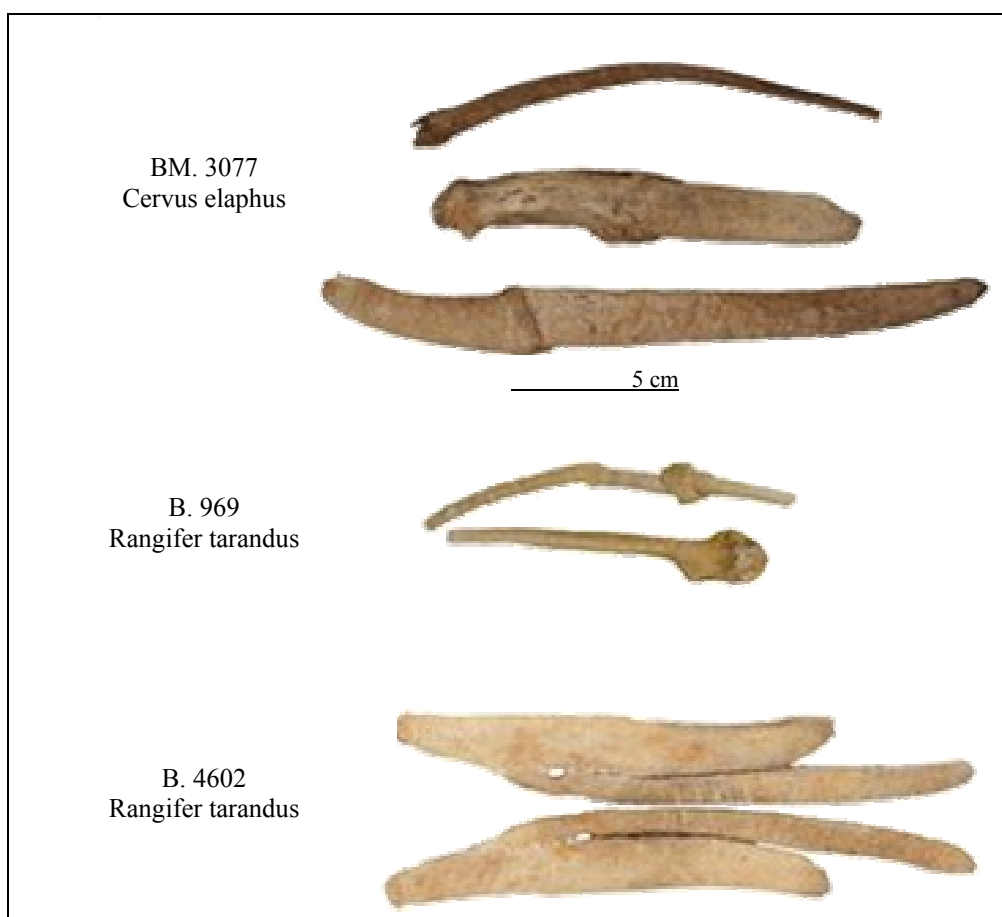 BM. 3077
Cervus elaphus
5 cm
B. 969
Rangifer tarandus
B. 4602
Rangifer tarandus